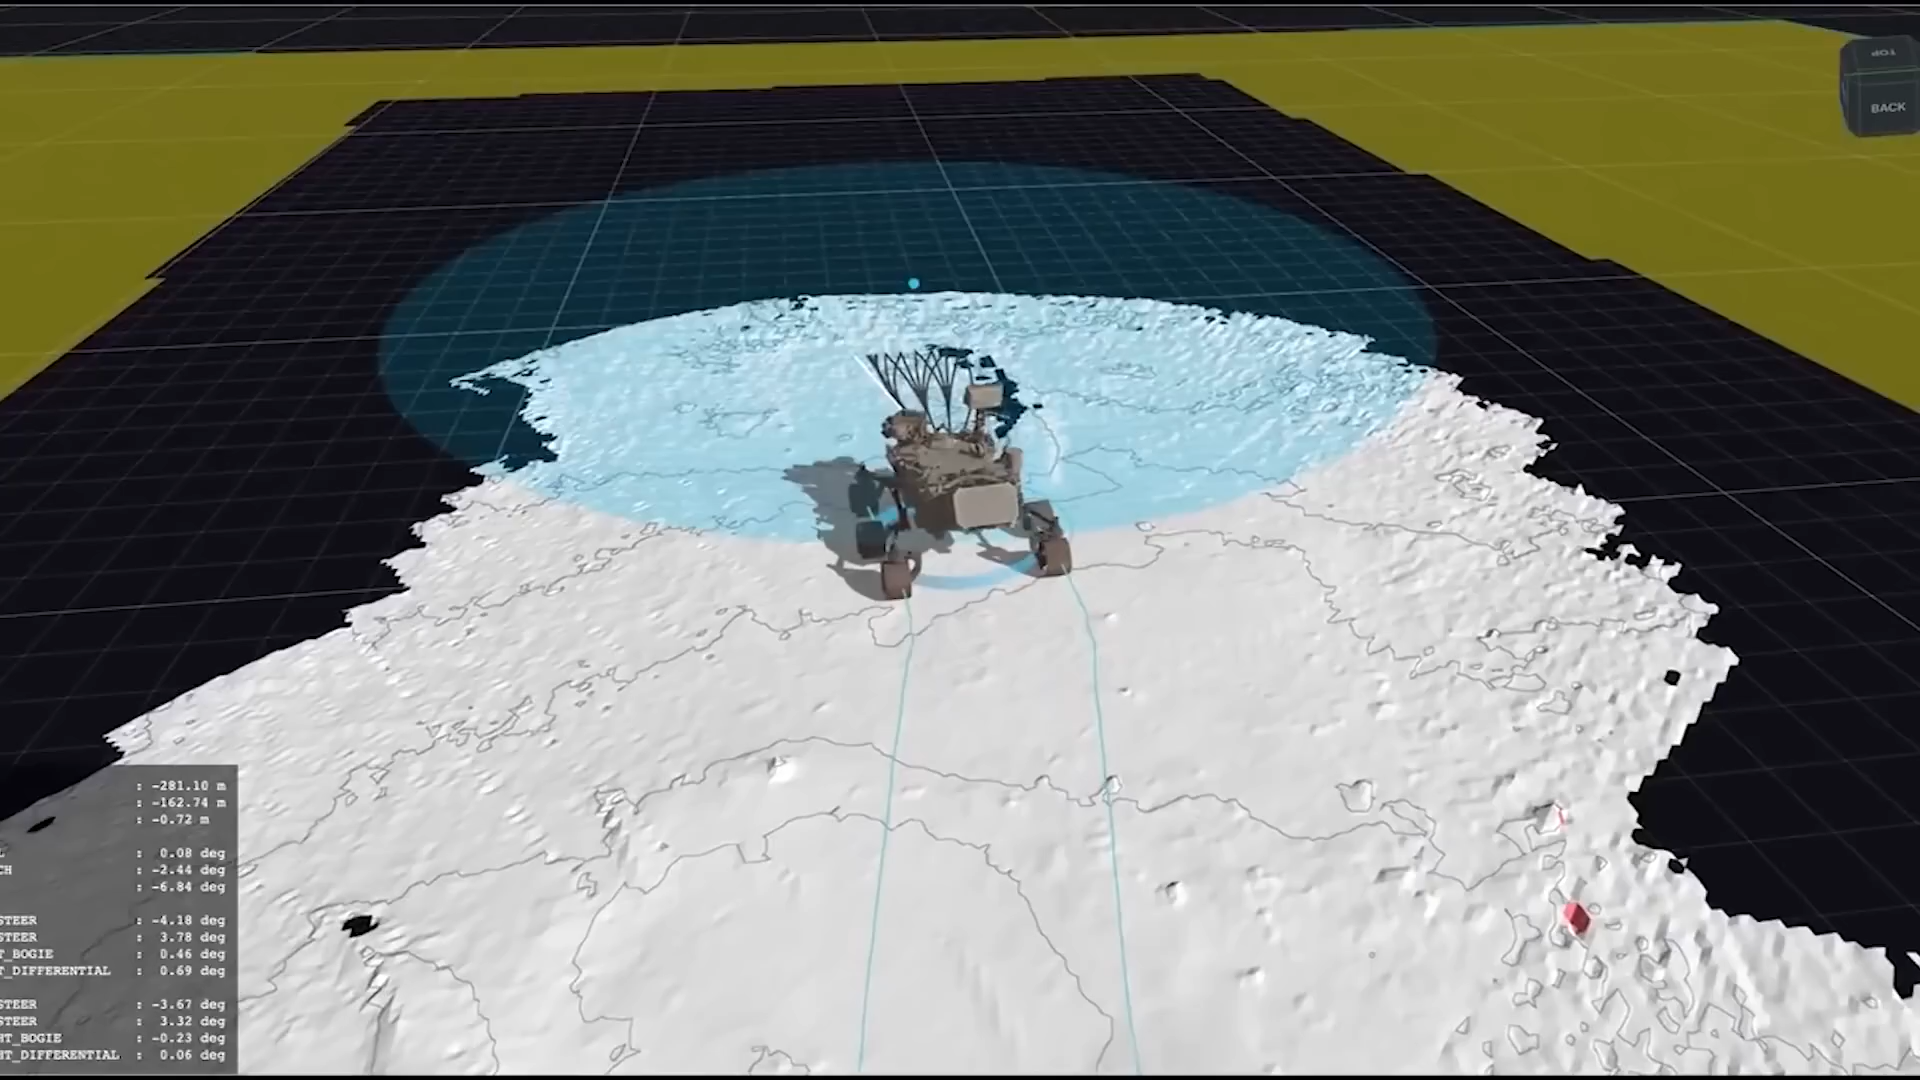 TOP
BACK
: -281.10 m
: -162.74 m
: -0.72 m
: 0.08 deg
CH : -2.44 deg
: -6.84 deg
STEER : -4.18 deg
STEER : 3.78 deg
T_BOGIE : 0.46 deg
T_DIFFERENTIAL : 0.69 deg
STEER : -3.67 deg
STEER : 3.32 deg
HT_BOGIE : -0.23 deg
HT_DIFFERENTIAL : 0.06 deg